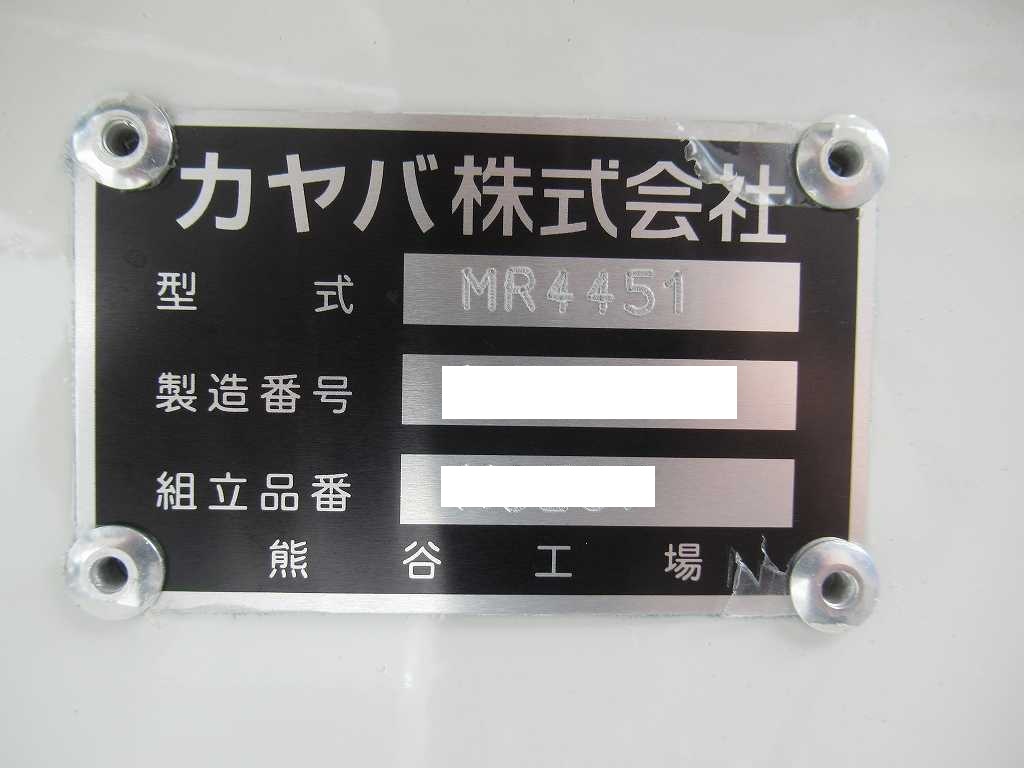 カヤバ株式会社
型式 MR4451
製造番号
組立品番
熊谷工場